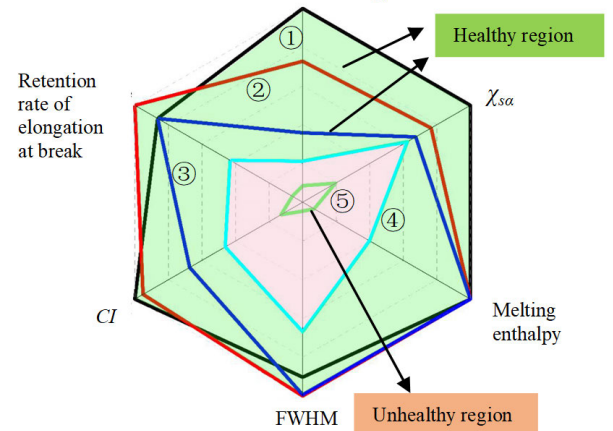 ①
Healthy region
Retention
rate of
elongation
at break
②
χsα
③
⑤
④
CI
Melting
enthalpy
FWHM
Unhealthy region